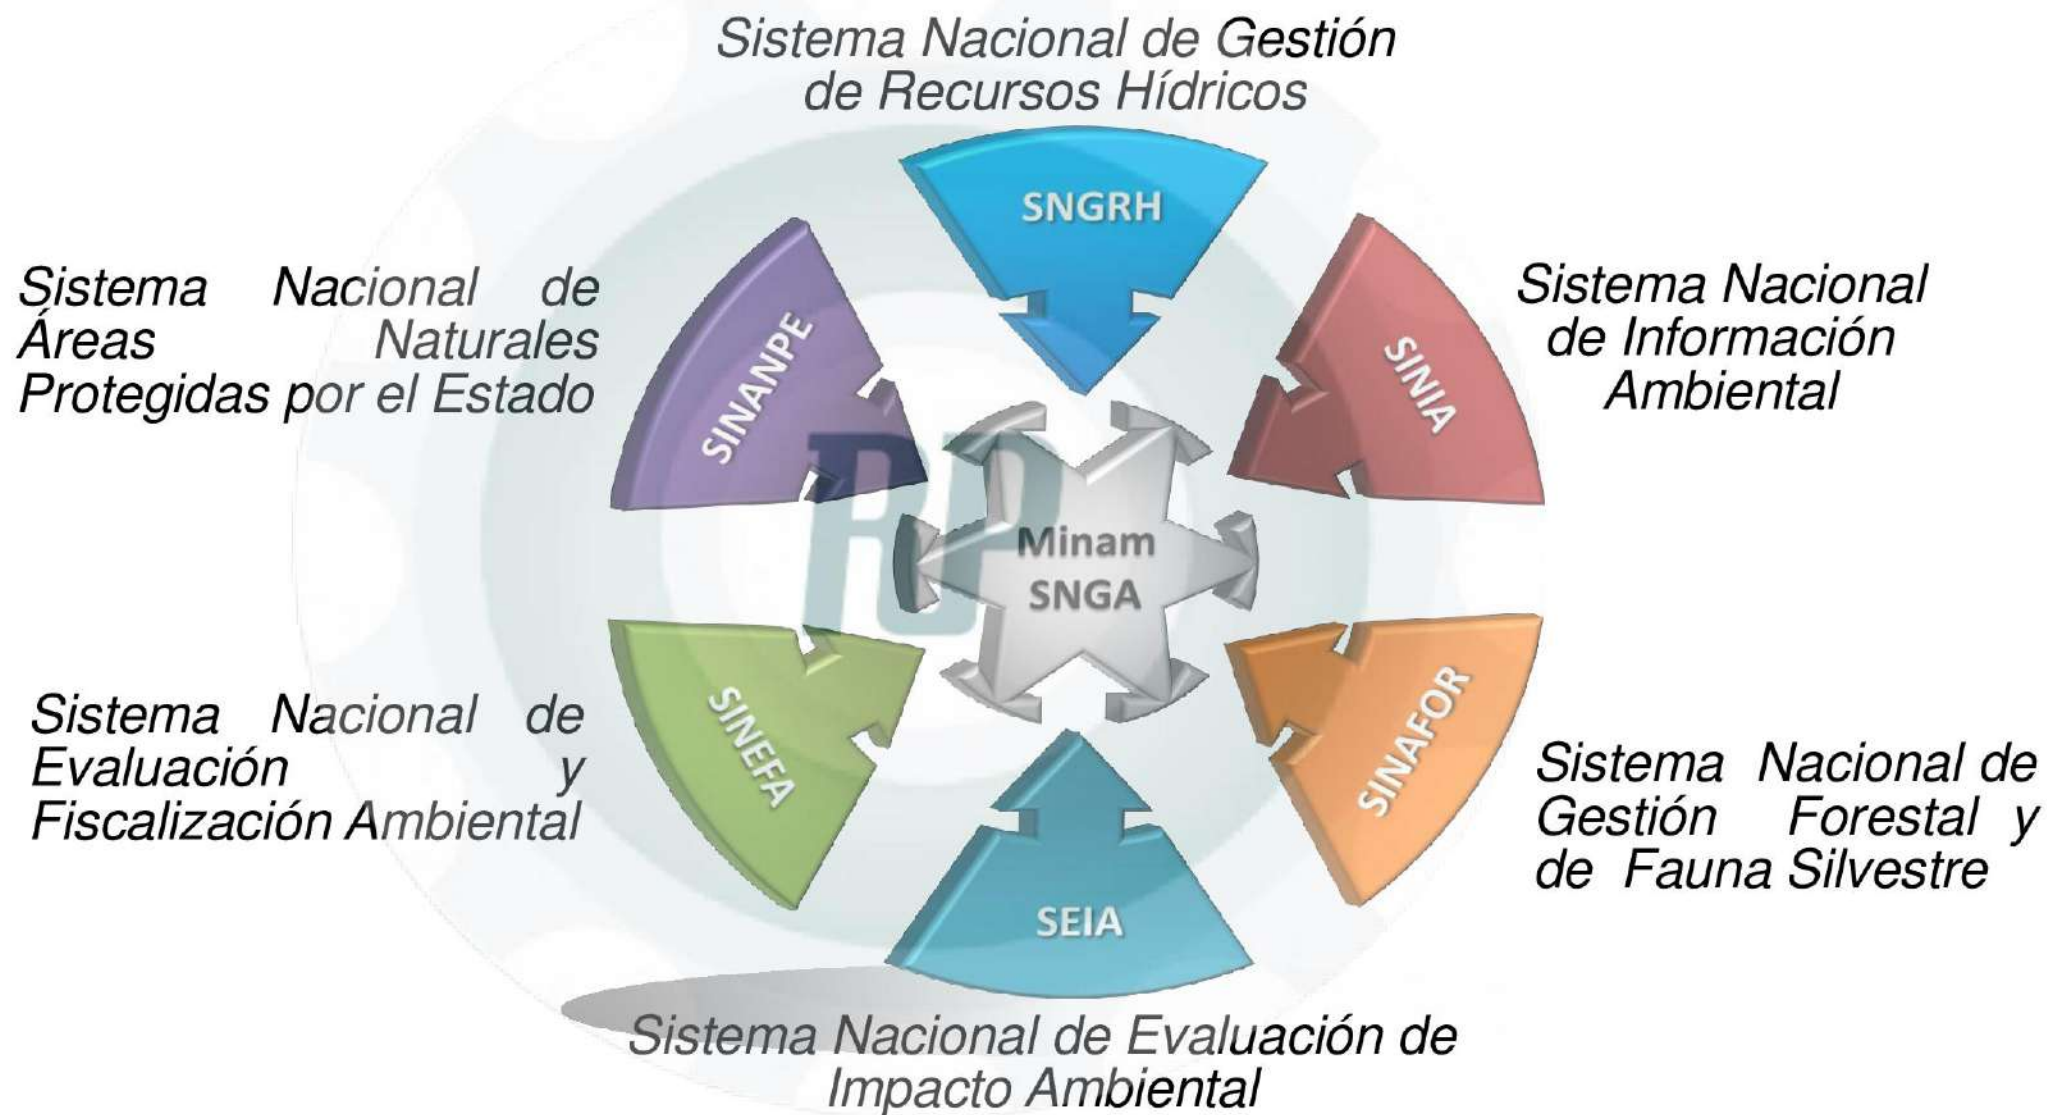 Sistema Nacional de Gestión
de Recursos Hídricos
SNGRH
Sistema Nacional de
Áreas Naturales
Protegidas por el Estado
SINANPE
SINIA
Sistema Nacional
de Información
Ambiental
RP
Minam
SNGA
Sistema Nacional de
Evaluación y
Fiscalización Ambiental
SINEFA
SINAFOR
Sistema Nacional de
Gestión Forestal y
de Fauna Silvestre
SEIA
Sistema Nacional de Evaluación de
Impacto Ambiental